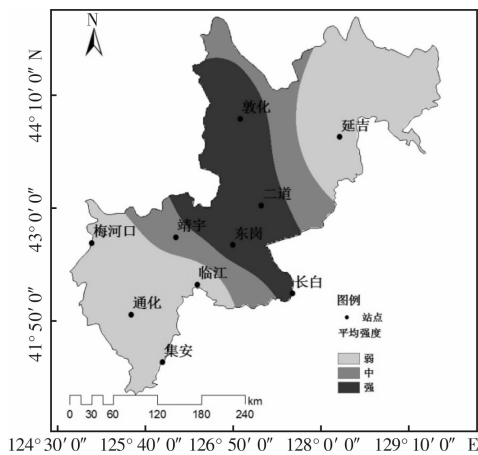 N
44° 10′ 0″ N
43° 0′ 0″
41° 50′ 0″
敦化
延吉
二道
梅河口
靖宇
东岗
临江
长白
通化
集安
图例
站点
平均强度
弱
中
强
km
0 30 60 120 180 240
124° 30′ 0″ 125° 40′ 0″ 126° 50′ 0″ 128° 0′ 0″ 129° 10′ 0″ E